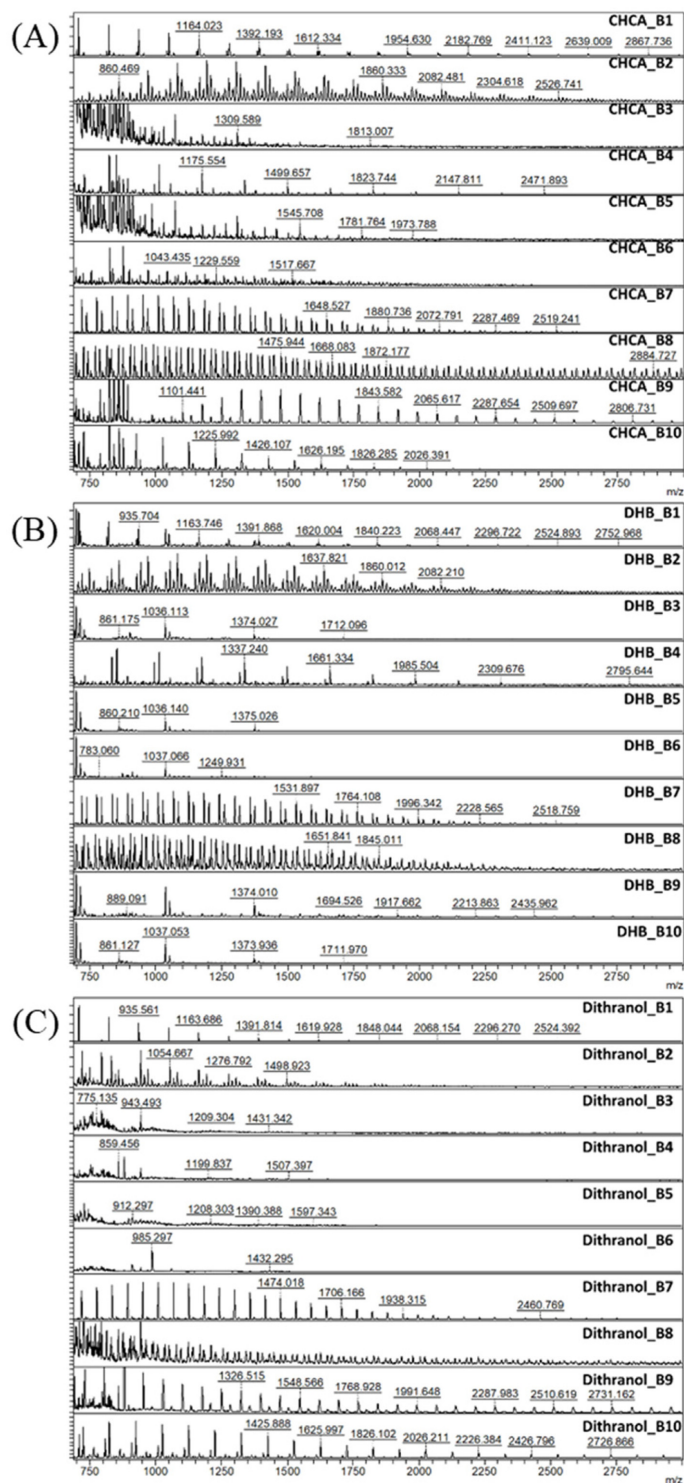 (A)
CHCA_B1
1164.023 1392.193 1612.334 1954.630 2182.769 2411.123 2639.009 2867.736
CHCA_B2
860.469 1860.333 2082.481 2304.618 2526.741
CHCA_B3
1309.589 1813.007
CHCA_B4
1175.554 1499.657 1823.744 2147.811 2471.893
CHCA_B5
1545.708 1781.764 1973.788
CHCA_B6
1043.435 1229.559 1517.667
CHCA_B7
1648.527 1880.736 2072.791 2287.469 2519.241
CHCA_B8
1475.944 1668.083 1872.177 2884.727
CHCA_B9
1101.441 1843.582 2065.617 2287.654 2509.697 2806.731
CHCA_B10
1225.992 1426.107 1626.195 1826.285 2026.391
750 1000 1250 1500 1750 2000 2250 2500 2750
m/z
(B)
DHB_B1
935.704 1163.746 1391.868 1620.004 1840.223 2068.447 2296.722 2524.893 2752.968
DHB_B2
1637.821 1860.012 2082.210
DHB_B3
861.175 1036.113 1374.027 1712.096
DHB_B4
1337.240 1661.334 1985.504 2309.676 2795.644
DHB_B5
860.210 1036.140 1375.026
DHB_B6
783.060 1037.066 1249.931
DHB_B7
1531.897 1764.108 1996.342 2228.565 2518.759
DHB_B8
1651.841 1845.011
DHB_B9
889.091 1374.010 1694.526 1917.662 2213.863 2435.962
DHB_B10
861.127 1037.053 1373.936 1711.970
750 1000 1250 1500 1750 2000 2250 2500 2750
m/z
(C)
Dithranol_B1
935.561 1163.686 1391.814 1619.928 1848.044 2068.154 2296.270 2524.392
Dithranol_B2
1054.667 1276.792 1498.923
Dithranol_B3
775.135 943.493 1209.304 1431.342
Dithranol_B4
859.456 1199.837 1507.397
Dithranol_B5
912.297 1208.303 1390.388 1597.343
Dithranol_B6
985.297 1432.295
Dithranol_B7
1474.018 1706.166 1938.315 2460.769
Dithranol_B8
Dithranol_B9
1326.515 1548.566 1768.928 1991.648 2287.983 2510.619 2731.162
Dithranol_B10
1425.888 1625.997 1826.102 2026.211 2226.384 2426.796 2726.866
750 1000 1250 1500 1750 2000 2250 2500 2750
m/z